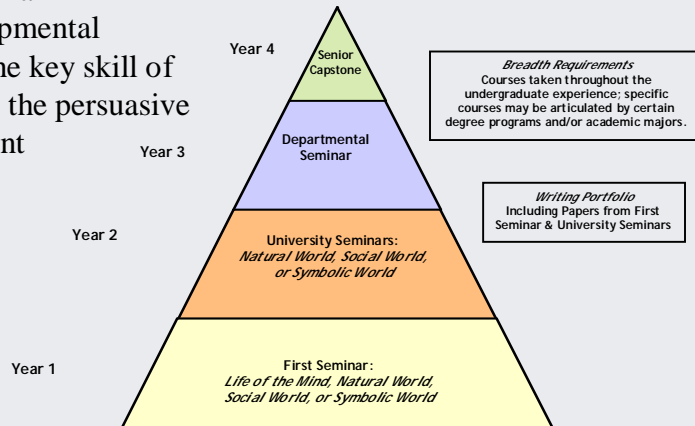 pmental
ne key skill of
the persuasive
nt
Year 4
Senior
Capstone
Breadth Requirements
Courses taken throughout the
undergraduate experience; specific
courses may be articulated by certain
degree programs and/or academic majors.
Year 3
Departmental
Seminar
Writing Portfolio
Including Papers from First
Seminar & University Seminars
Year 2
University Seminars:
Natural World, Social World,
or Symbolic World
Year 1
First Seminar:
Life of the Mind, Natural World,
Social World, or Symbolic World